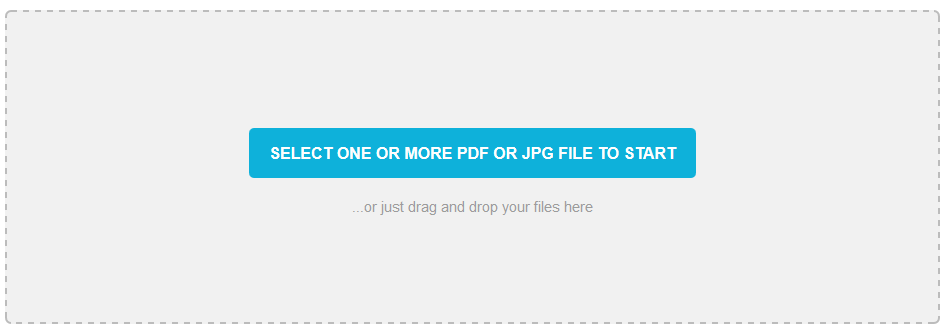 SELECT ONE OR MORE PDF OR JPG FILE TO START
...or just drag and drop your files here